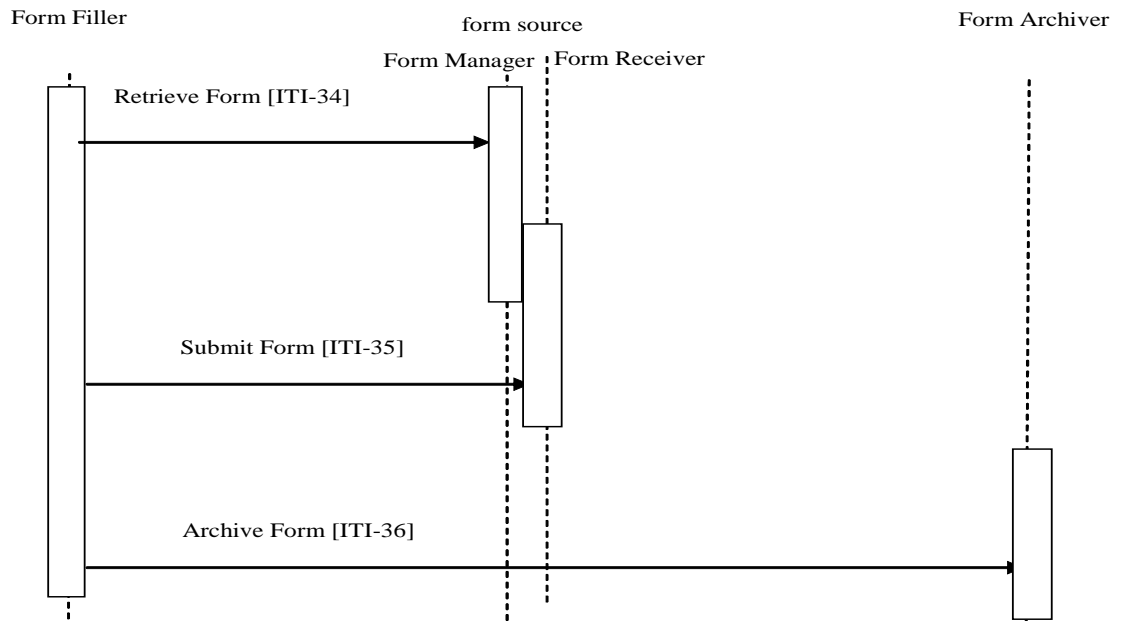 Form Filler
form source
Form Archiver
Form Manager
Form Receiver
Retrieve Form [ITI-34]
Submit Form [ITI-35]
Archive Form [ITI-36]